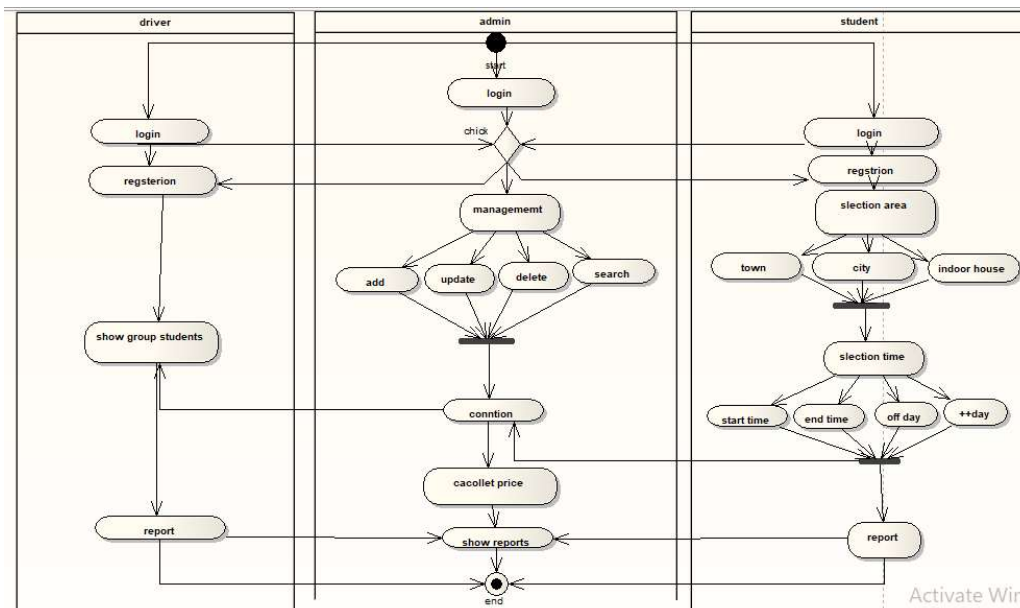 driver
admin
student
start
login
chick
login
login
regsterion
regstrion
managememt
slection area
add
update
delete
search
town
city
indoor house
show group students
slection time
conntion
start time
end time
off day
++day
cacollet price
report
show reports
report
end
Activate Win